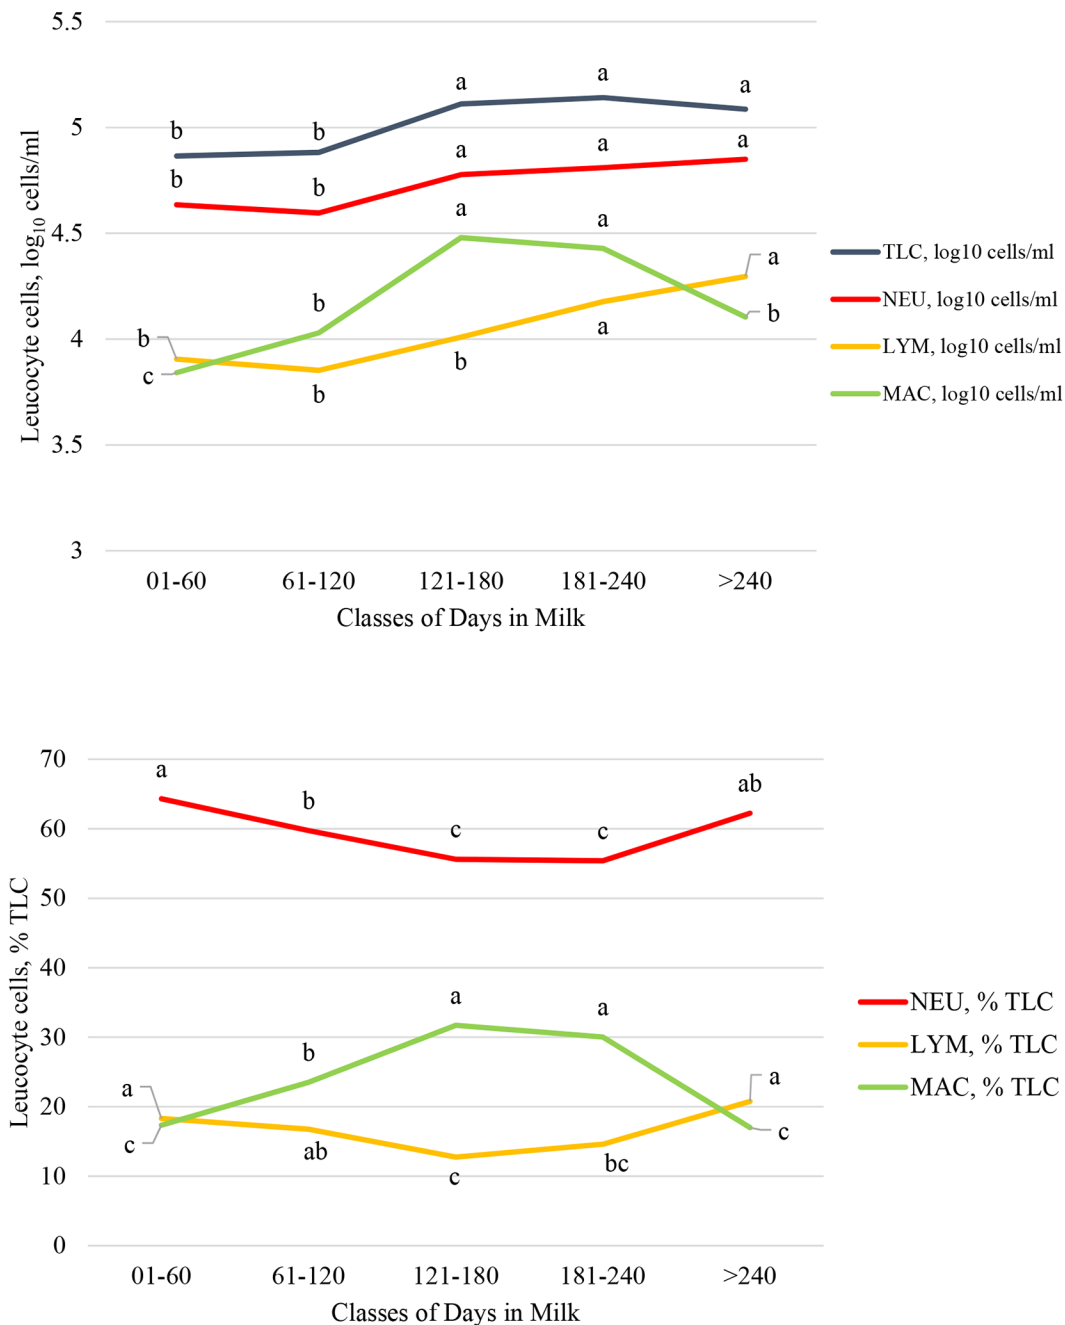 5.5
5
4.5
4
3.5
3
Leucocyte cells, log10 cells/ml
b b a a a
b b a a a
c b a a b
b b b a a
01-60 61-120 121-180 181-240 >240
Classes of Days in Milk
TLC, log10 cells/ml
NEU, log10 cells/ml
LYM, log10 cells/ml
MAC, log10 cells/ml
70
60
50
40
30
20
10
0
Leucocyte cells, % TLC
a b c c ab
c b a a c
a ab c bc a
01-60 61-120 121-180 181-240 >240
Classes of Days in Milk
NEU, % TLC
LYM, % TLC
MAC, % TLC